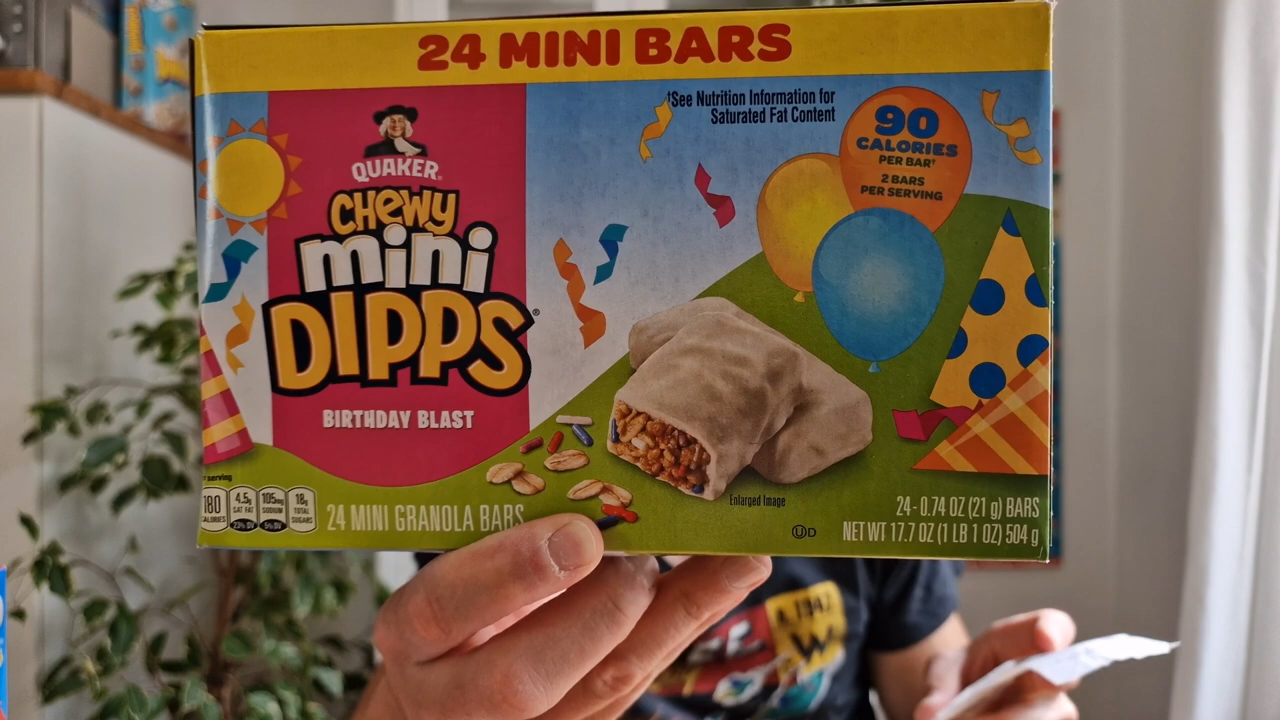 24 MINI BARS
†See Nutrition Information for
Saturated Fat Content
90
CALORIES
PER BAR†
2 BARS
PER SERVING
QUAKER®
CHEWY
mini
DIPPS®
BIRTHDAY BLAST
serving
180
CALORIES
4.5g
SAT FAT
23% DV
105mg
SODIUM
5% DV
18g
TOTAL
SUGARS
24 MINI GRANOLA BARS
Enlarged Image
U D
24- 0.74 OZ (21 g) BARS
NET WT 17.7 OZ (1 LB 1 OZ) 504 g